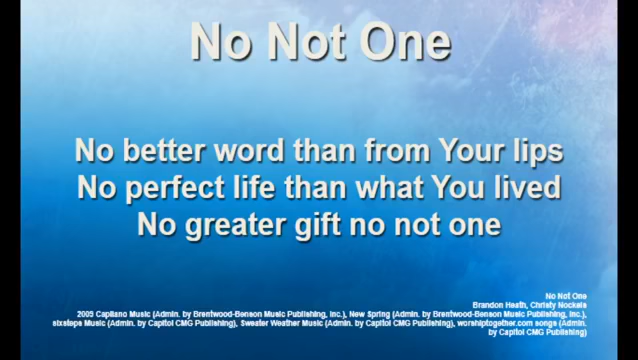 No Not One
No better word than from Your lips
No perfect life than what You lived
No greater gift no not one
No Not One
Brandon Heath, Christy Nockels
2009 Capilano Music (Admin. by Brentwood-Benson Music Publishing, Inc.), New Spring (Admin. by Brentwood-Benson Music Publishing, Inc.),
sixsteps Music (Admin. by Capitol CMG Publishing), Sweater Weather Music (Admin. by Capitol CMG Publishing), worshiptogether.com songs (Admin.
by Capitol CMG Publishing)